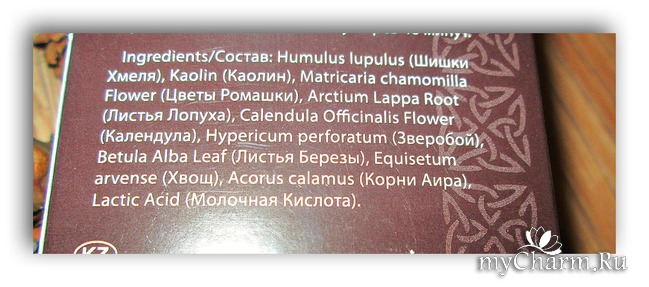 минут.
Ingredients/Состав: Humulus lupulus (Шишки
Хмеля), Kaolin (Каолин), Matricaria chamomilla
Flower (Цветы Ромашки), Arctium Lappa Root
(Листья Лопуха), Calendula Officinalis Flower
(Календула), Hypericum perforatum (Зверобой),
Betula Alba Leaf (Листья Березы), Equisetum
arvense (Хвощ), Acorus calamus (Корни Аира),
Lactic Acid (Молочная Кислота).
KZ
myCharm.Ru